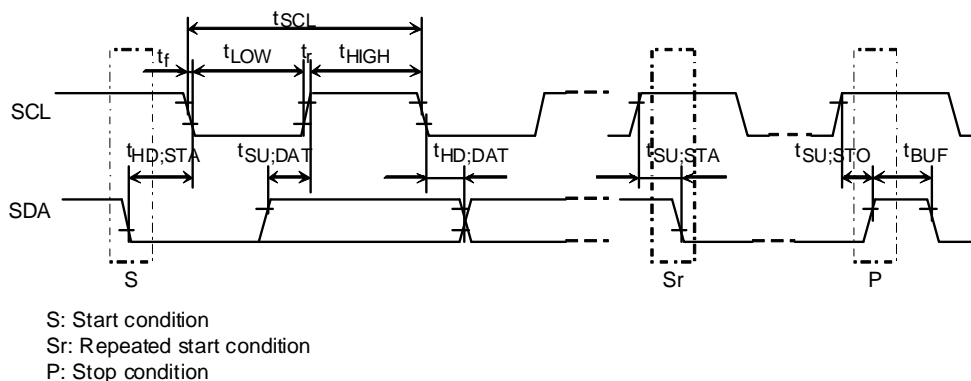 tSCL
tf tLOW tr tHIGH
SCL
tHD;STA tSU;DAT tHD;DAT tSU;STA tSU;STO tBUF
SDA
S Sr P
S: Start condition
Sr: Repeated start condition
P: Stop condition